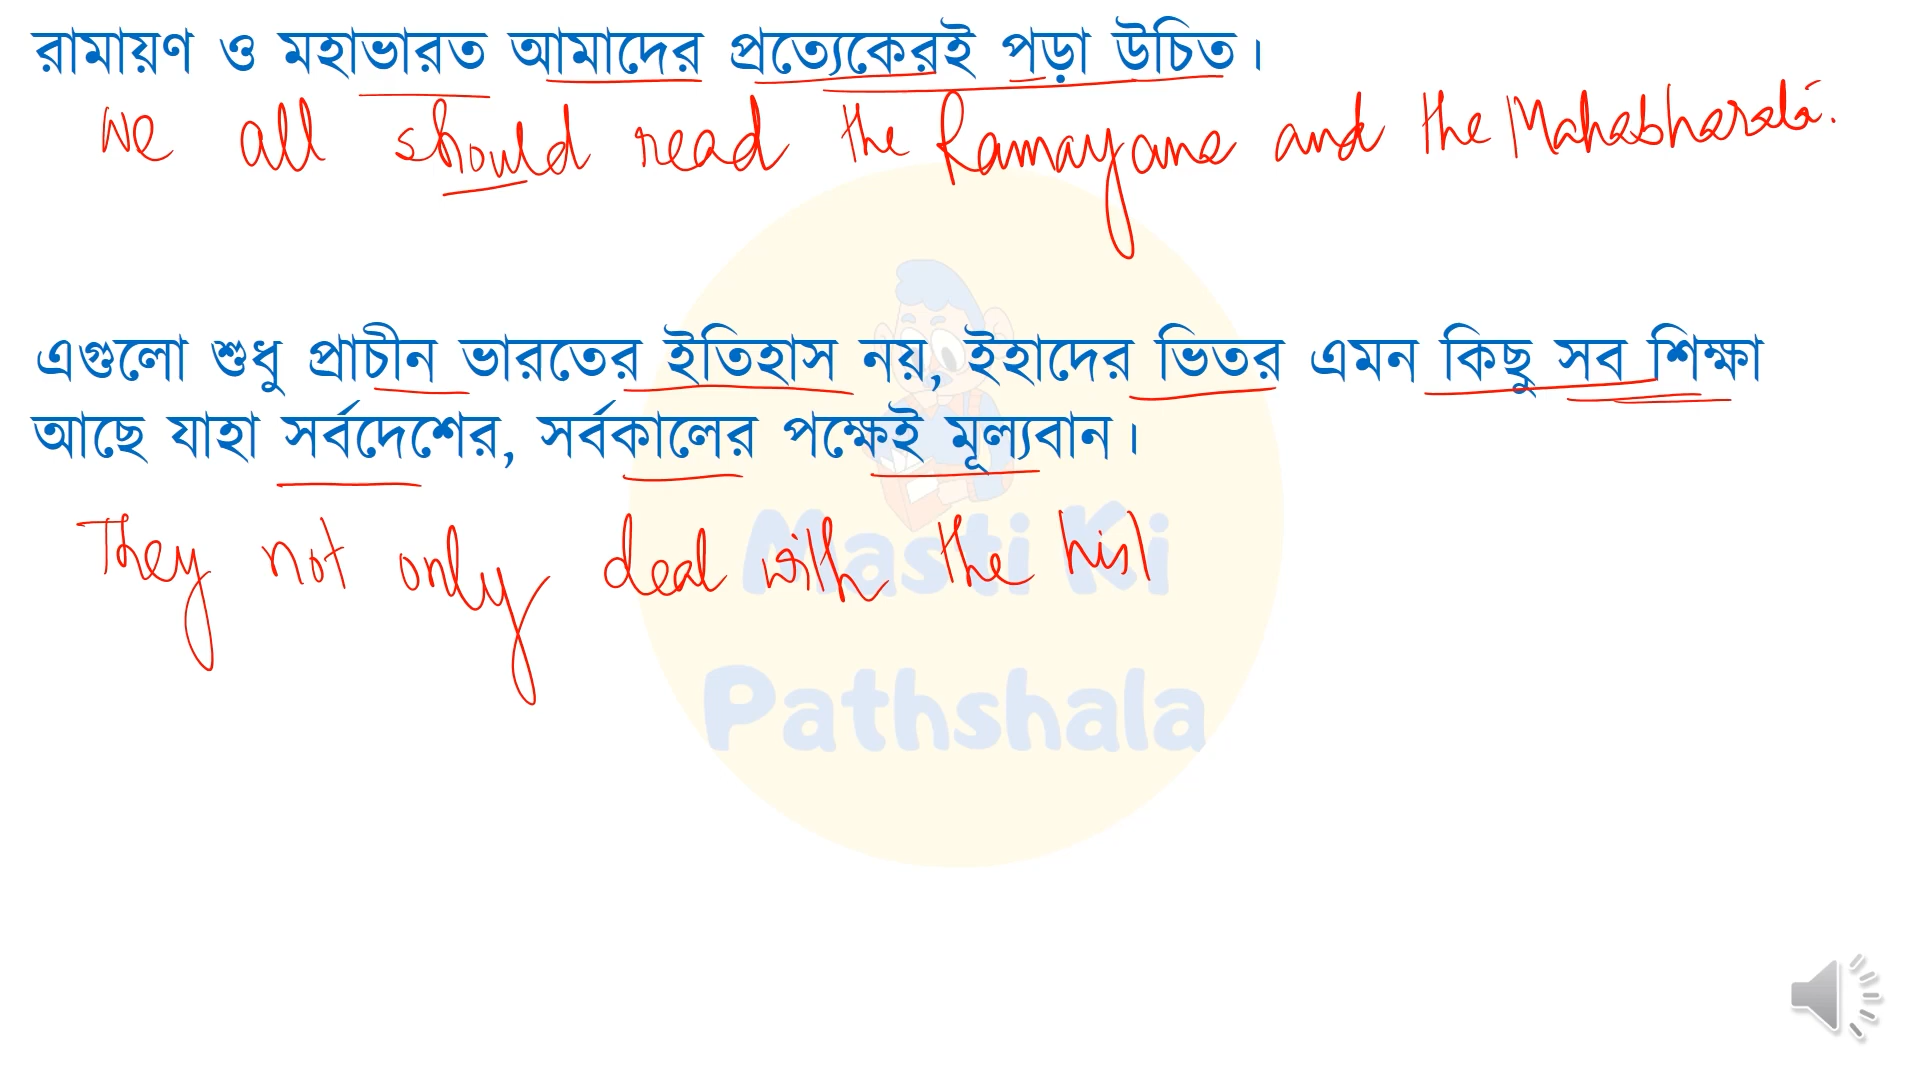 রামায়ণ ও মহাভারত আমাদের প্রত্যেকেরই পড়া উচিত।
We all should read the Ramayana and the Mahabharata.
এগুলো শুধু প্রাচীন ভারতের ইতিহাস নয়, ইহাদের ভিতর এমন কিছু সব শিক্ষা
আছে যাহা সর্বদেশের, সর্বকালের পক্ষেই মূল্যবান।
They not only deal with the hist
Masti Ki
Pathshala